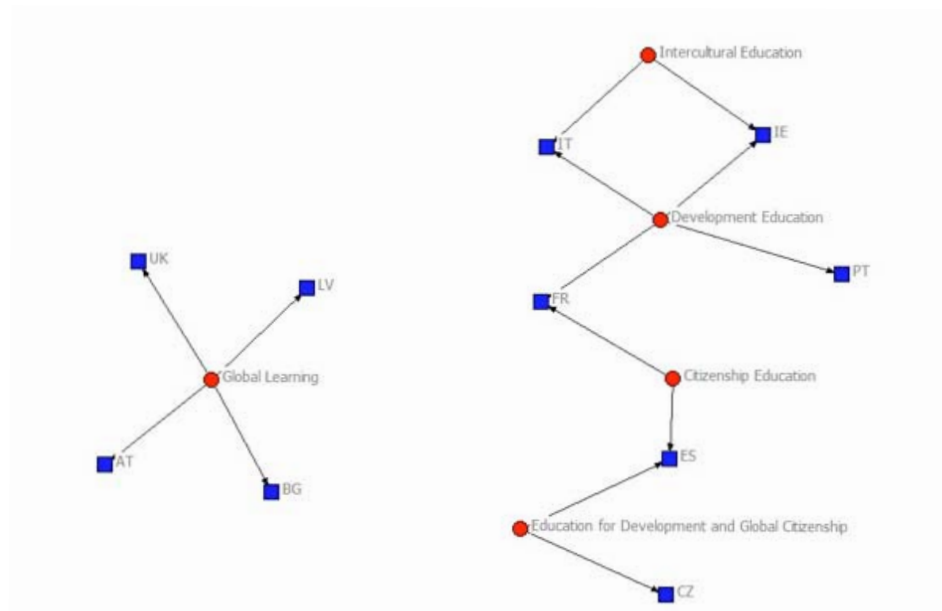 Intercultural Education
IT
IE
Development Education
PT
FR
UK
LV
Global Learning
Citizenship Education
AT
BG
ES
Education for Development and Global Citizenship
CZ